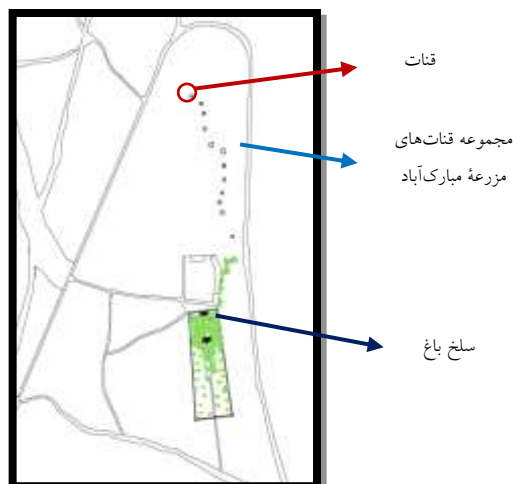 قنات
مجموعه قنات‌های
مزرعهٔ مبارک‌آباد
سلخ باغ